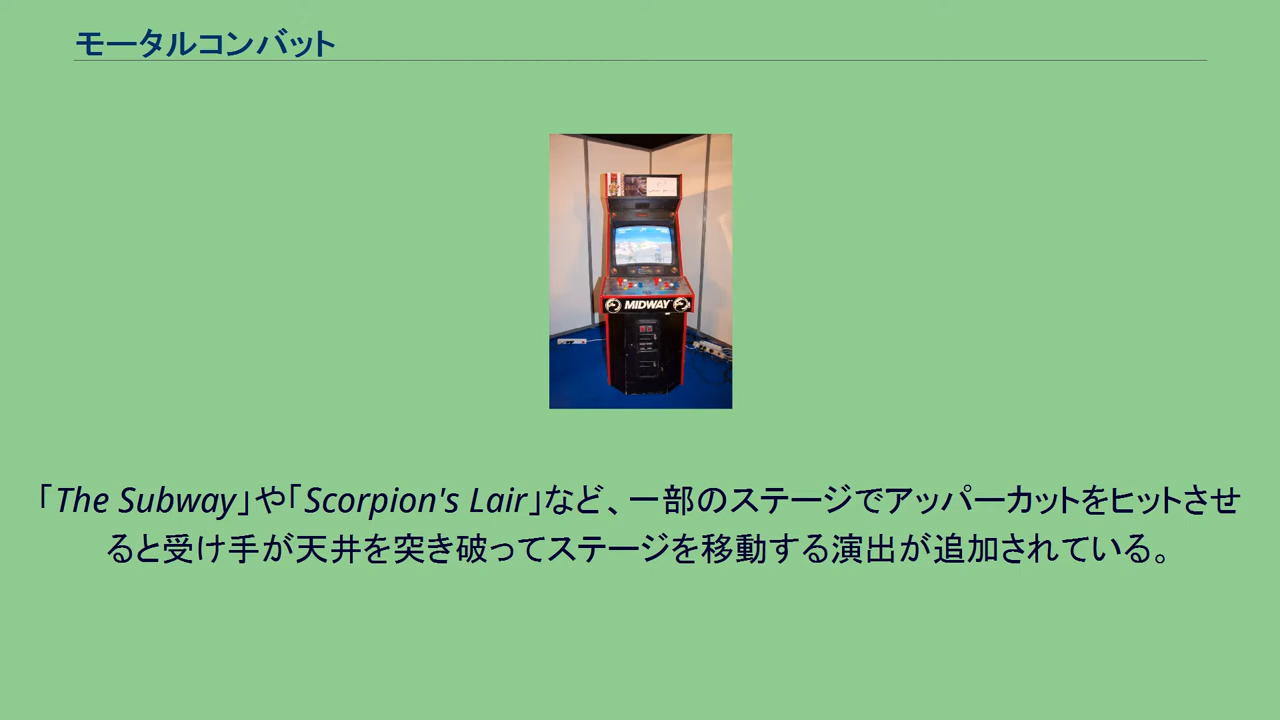 モータルコンバット
MIDWAY
「The Subway」や「Scorpion's Lair」など、一部のステージでアッパーカットをヒットさせ
ると受け手が天井を突き破ってステージを移動する演出が追加されている。